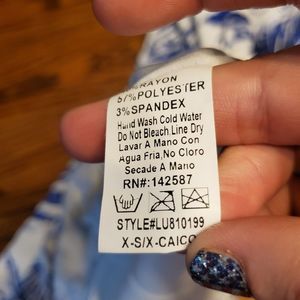 RAYON
67%POLYESTER
3%SPANDEX
Hand Wash Cold Water
Do Not Bleach Line Dry
Lavar A Mano Con
Agua Fria,No Cloro
Secade A Mano
RN#:142587
STYLE#LU810199
X-S/X-CAICO